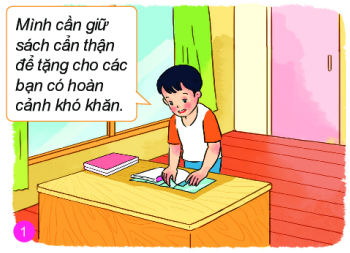 Mình cần giữ
sách cẩn thận
để tặng cho các
bạn có hoàn
cảnh khó khăn.
1